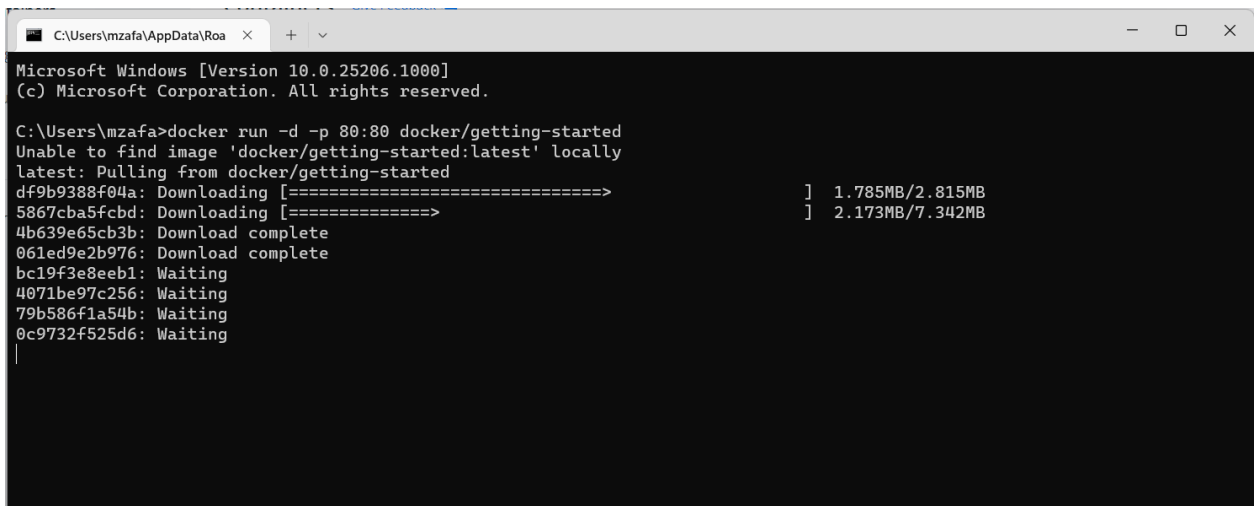 C:\Users\mzafa\AppData\Roa
Microsoft Windows [Version 10.0.25206.1000]
(c) Microsoft Corporation. All rights reserved.
C:\Users\mzafa>docker run -d -p 80:80 docker/getting-started
Unable to find image 'docker/getting-started:latest' locally
latest: Pulling from docker/getting-started
df9b9388f04a: Downloading [===============================>                   ]  1.785MB/2.815MB
5867cba5fcbd: Downloading [==============>                                    ]  2.173MB/7.342MB
4b639e65cb3b: Download complete
061ed9e2b976: Download complete
bc19f3e8eeb1: Waiting
4071be97c256: Waiting
79b586f1a54b: Waiting
0c9732f525d6: Waiting